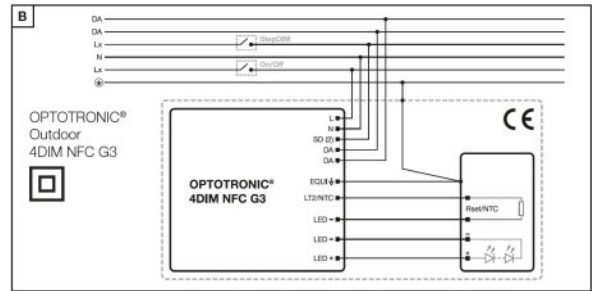 B
DA
DA
Lx
StepDIM
N
Lx
On/Off
OPTOTRONIC®
Outdoor
4DIM NFC G3
CE
L
N
SD (2)
DA
DA
EQUI
OPTOTRONIC®
4DIM NFC G3
LT2/NTC
Rset/NTC
LED –
LED –
LED +